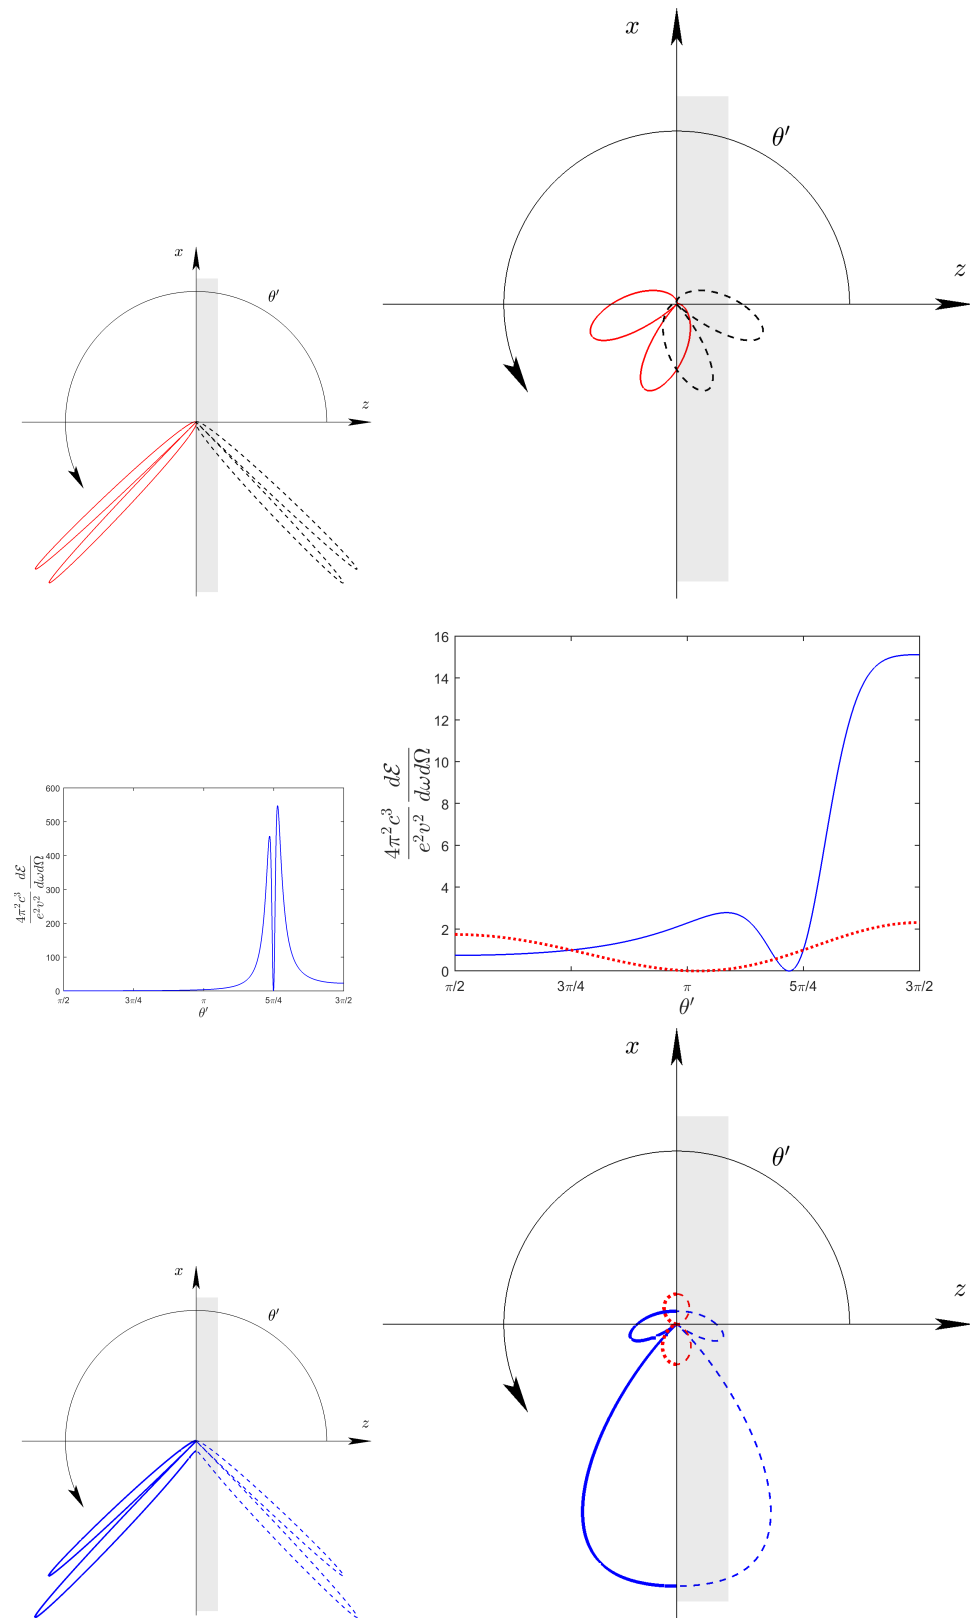 x
θ′
z
x
θ′
z
16
14
12
10
8
6
4
2
0
4π²c³ dℰ
e²v² dωdΩ
π/2 3π/4 π 5π/4 3π/2
θ′
600
500
400
300
200
100
0
4π²c³ dℰ
e²v² dωdΩ
π/2 3π/4 π 5π/4 3π/2
θ′
x
θ′
z
x
θ′
z